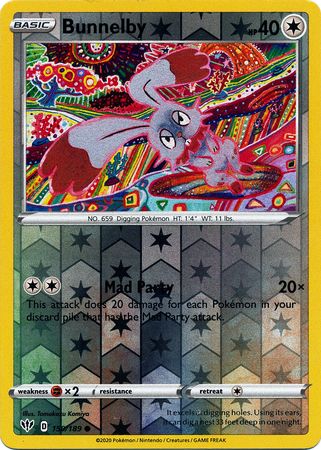 BASIC
Bunnelby
HP 40
NO. 659 Digging Pokémon HT: 1'4" WT: 11 lbs.
Mad Party 20×
This attack does 20 damage for each Pokémon in your
discard pile that has the Mad Party attack.
weakness ×2 resistance retreat
Illus. Tomokazu Komiya
D /189
It excels at digging holes. Using its ears,
it can dig a nest 33 feet deep in one night.
©2020 Pokémon / Nintendo / Creatures / GAME FREAK